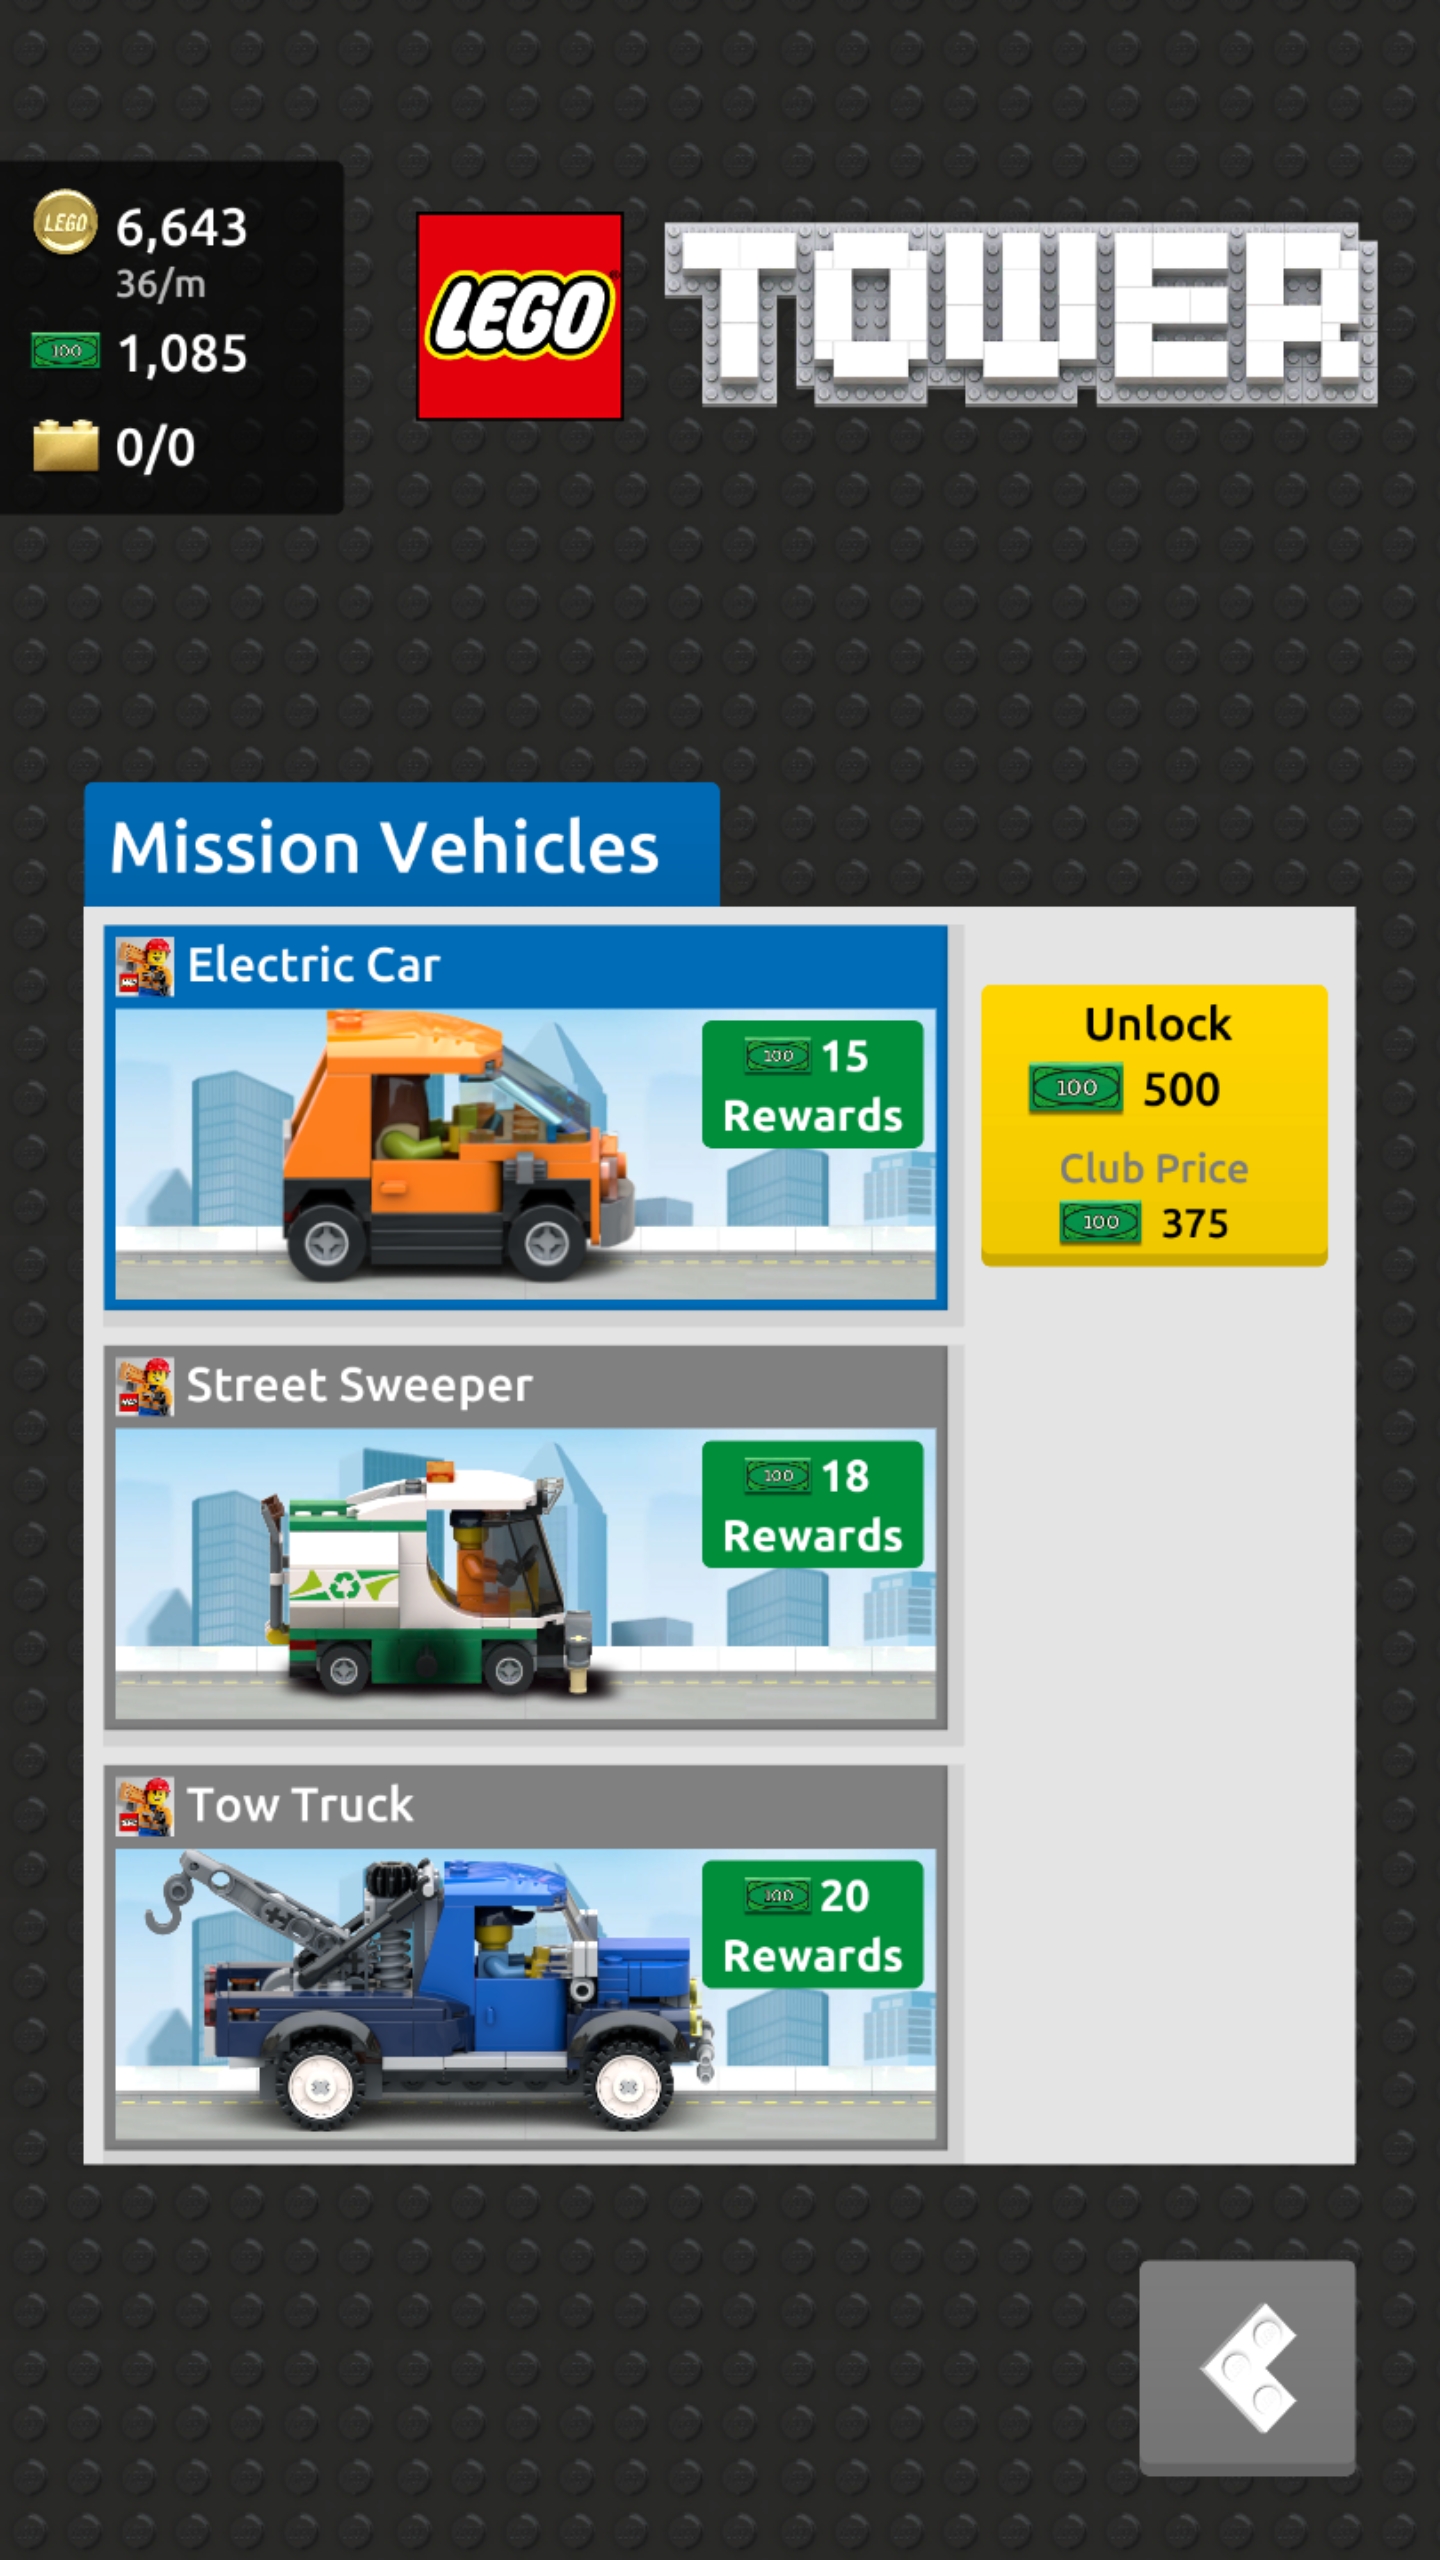 LEGO 6,643
36/m
100 1,085
0/0
LEGO
TOWER
Mission Vehicles
Electric Car
100 15
Rewards
Unlock
100 500
Club Price
100 375
Street Sweeper
100 18
Rewards
Tow Truck
100 20
Rewards